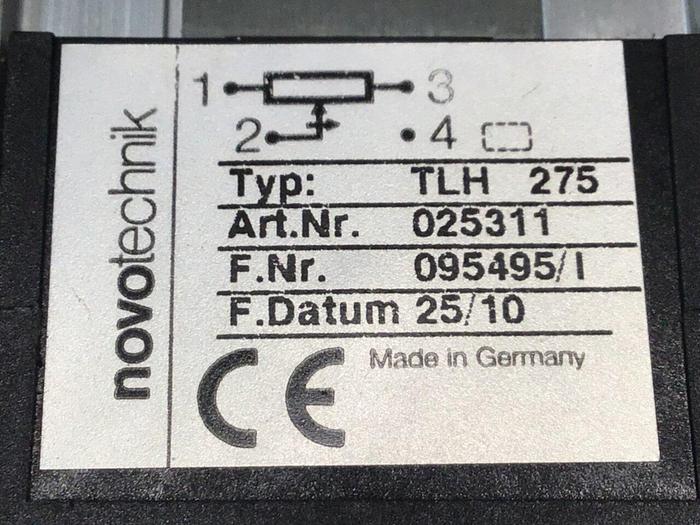 novotechnik
1 3
2 4
Typ: TLH 275
Art.Nr. 025311
F.Nr. 095495/I
F.Datum 25/10
CE Made in Germany